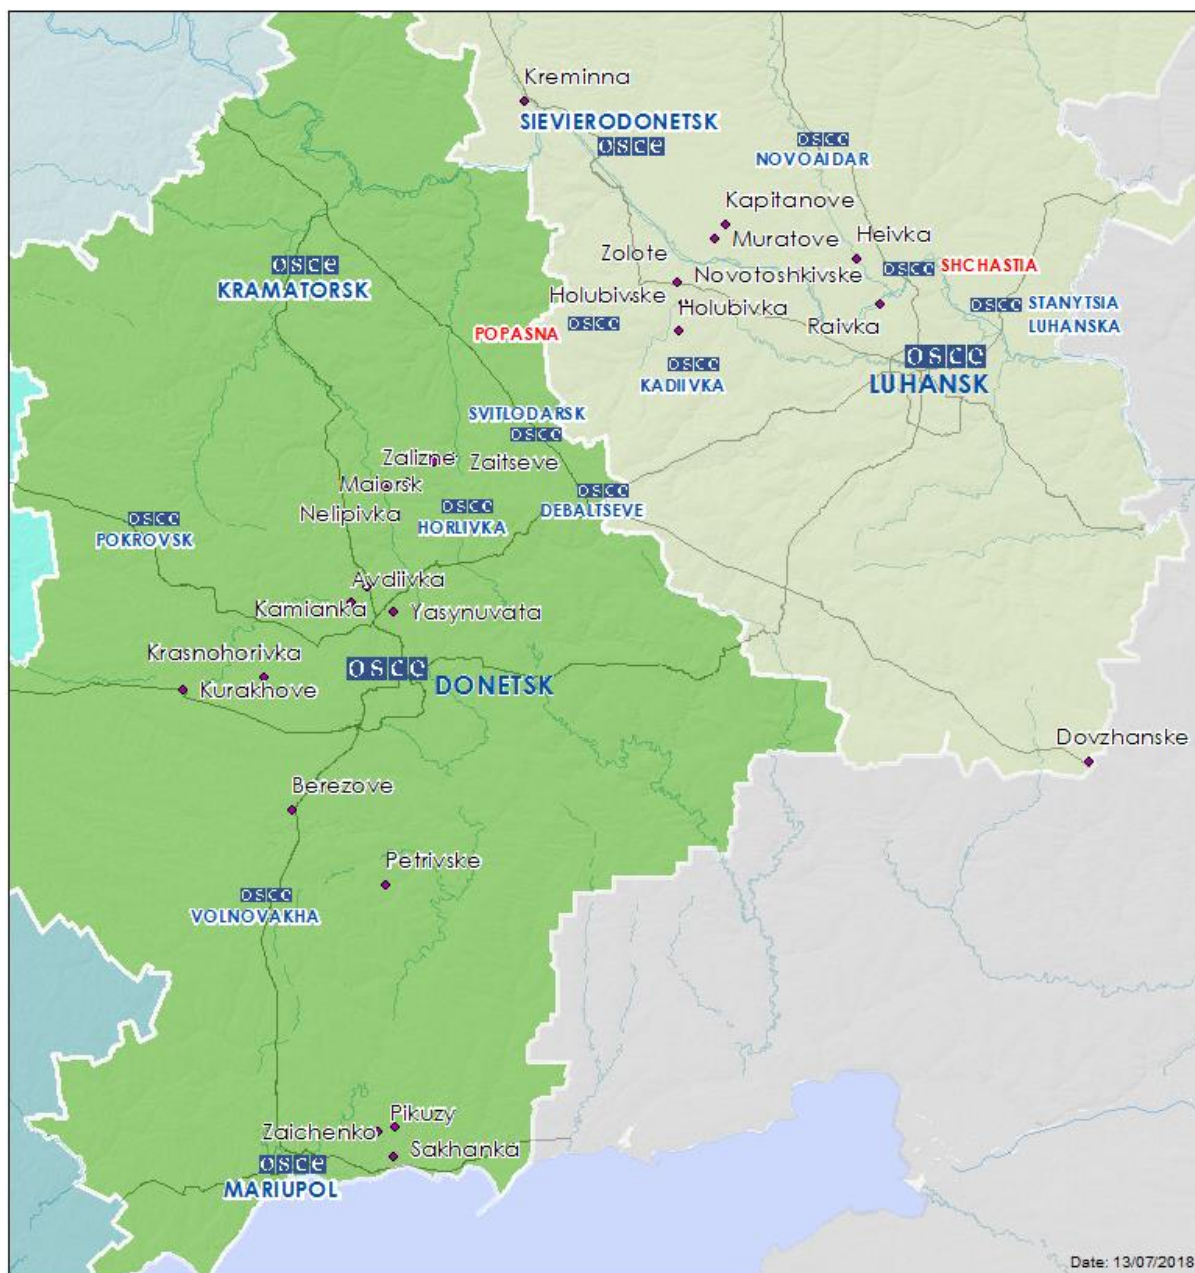 Kreminna
SIEVIERODONETSK
osce
osce
NOVOAIDAR
Kapitanove
Muratove
Heivka
Zolote
osce
SHCHASTIA
osce
KRAMATORSK
Novotoshkivske
Holubivske
Holubivka
Raivka
osce
STANYTSIA
LUHANSKA
POPASNA
osce
osce
LUHANSK
osce
KADIIVKA
SVITLODARSK
osce
Zalizne
Zaitseve
Maiorsk
Nelipivka
osce
HORLIVKA
osce
DEBALTSEVE
osce
POKROVSK
Avdiivka
Kamianka
Yasynuvata
Krasnohorivka
Kurakhove
osce
DONETSK
Dovzhanske
Berezove
Petrivske
osce
VOLNOVAKHA
Pikuzy
Zaichenko
Sakhanka
osce
MARIUPOL
Date: 13/07/2018